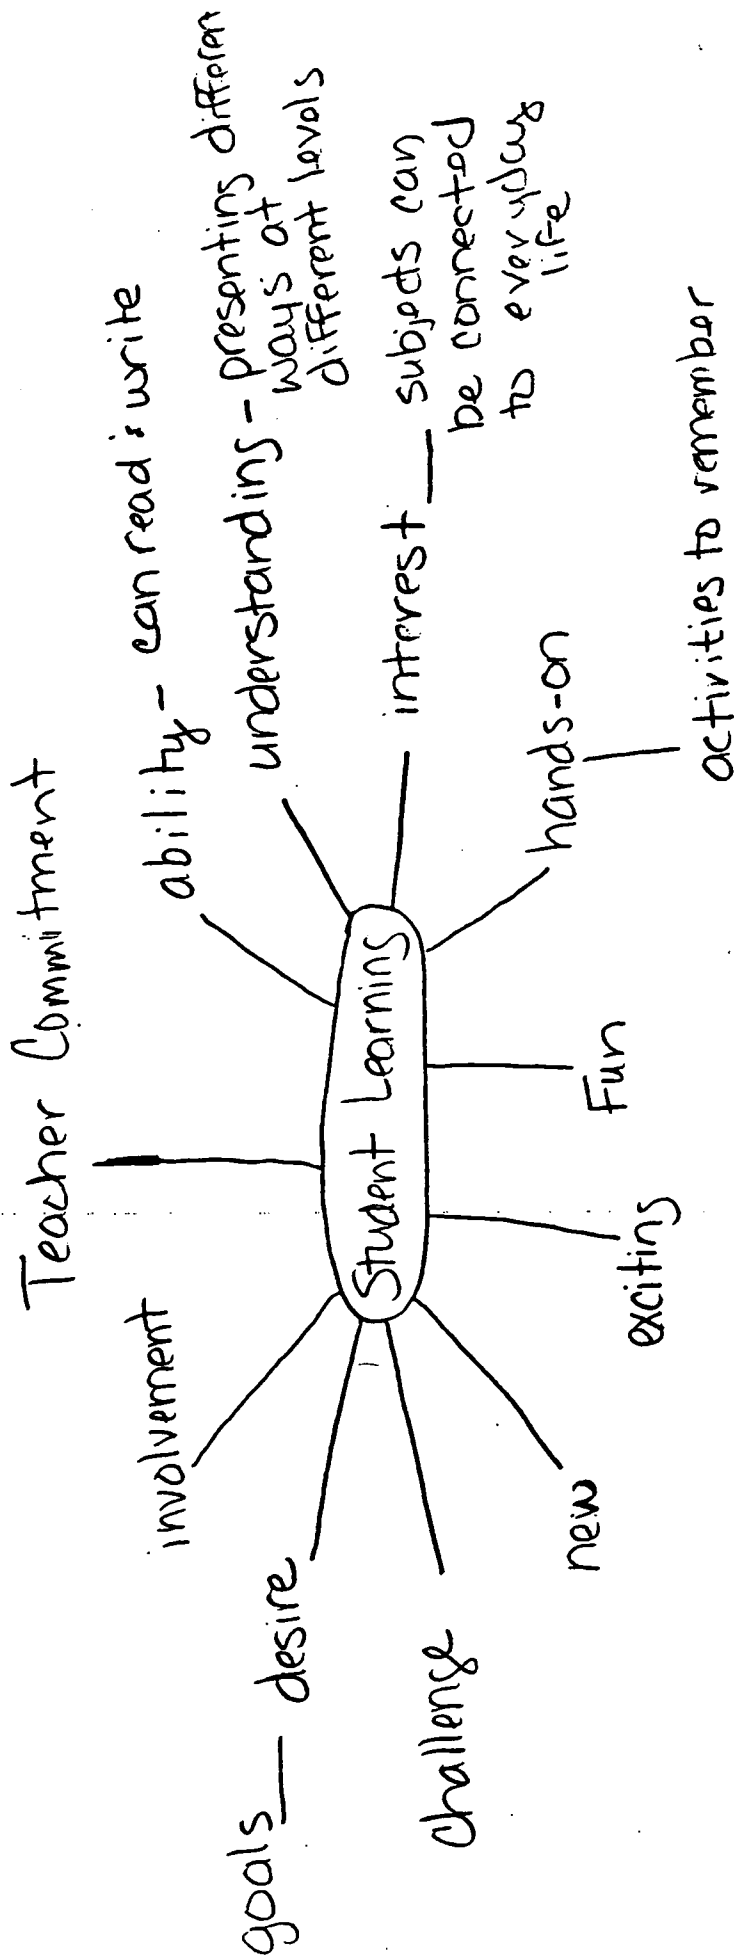 Teacher Commitment
ability - can read & write
understanding - presenting differen
ways at
different levels
interest — subjects can
be connected
to everyday
life
hands-on
activities to remember
Fun
exciting
new
challenge
desire
goals
involvement
Student Learning